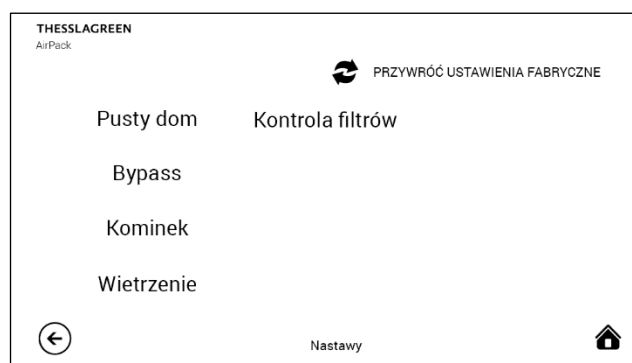 THESSLAGREEN
AirPack
PRZYWRÓĆ USTAWIENIA FABRYCZNE
Pusty dom Kontrola filtrów
Bypass
Kominek
Wietrzenie
Nastawy